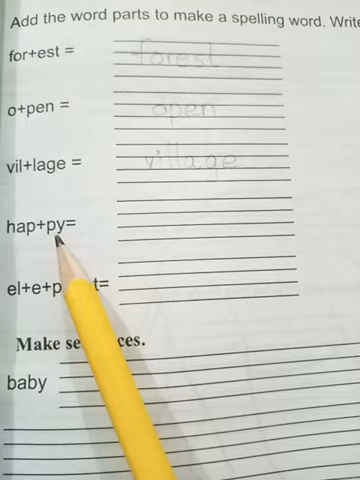 Add the word parts to make a spelling word. Write
for+est = forest
o+pen = open
vil+lage = village
hap+py=
el+e+p t=
Make se ces.
baby